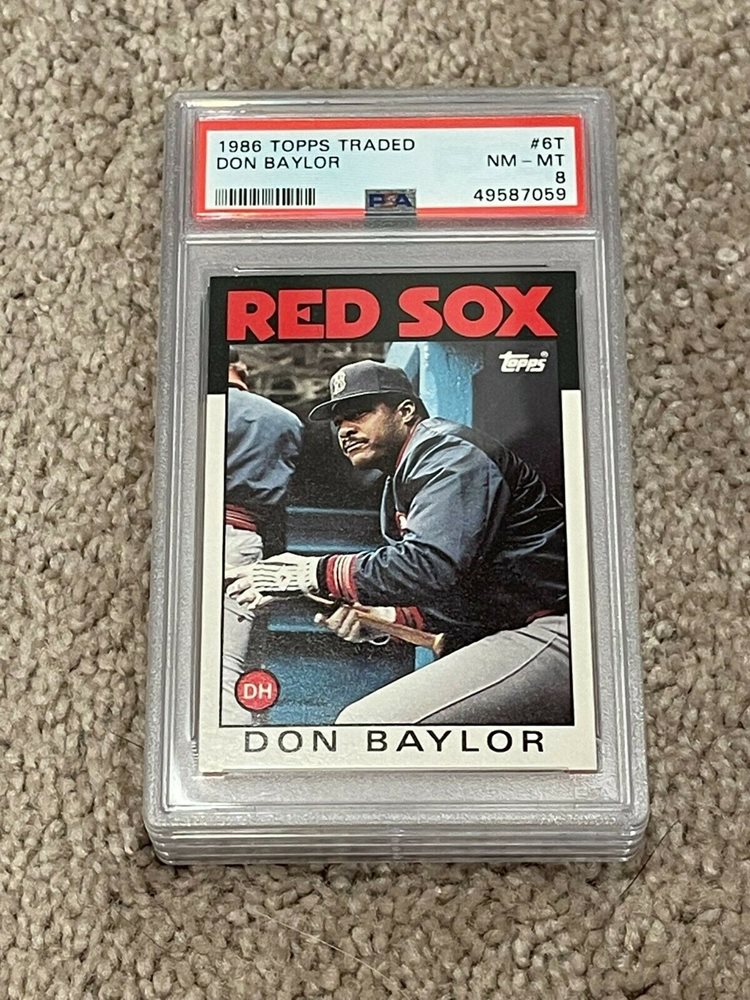 1986 TOPPS TRADED #6T
DON BAYLOR NM - MT
8
PSA 49587059
RED SOX
Topps
B
DH
DON BAYLOR